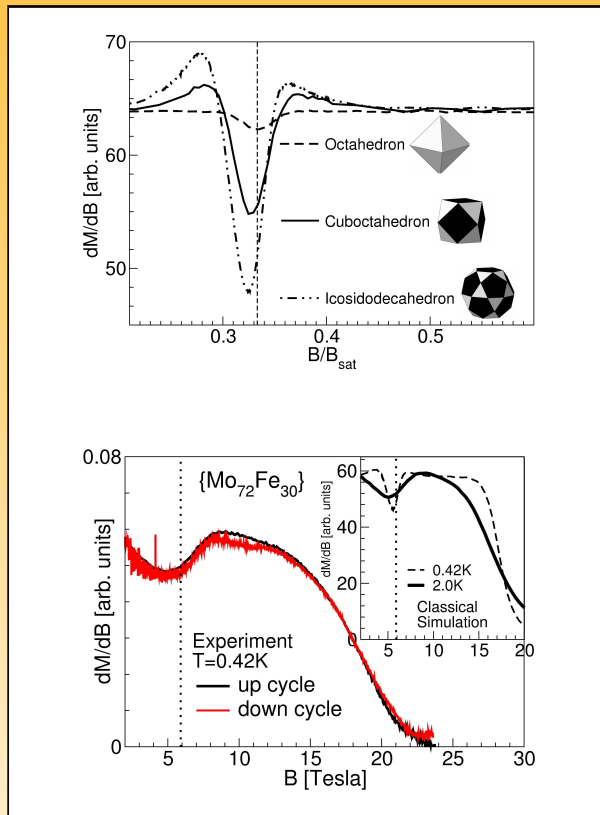 70
60
50
dM/dB [arb. units]
Octahedron
Cuboctahedron
Icosidodecahedron
0.3 0.4 0.5
B/B_sat
0.08
0
dM/dB [arb. units]
{Mo72Fe30}
Experiment
T=0.42K
up cycle
down cycle
5 10 15 20 25 30
B [Tesla]
60
40
20
0
dM/dB [arb. units]
0.42K
2.0K
Classical
Simulation
0 5 10 15 20